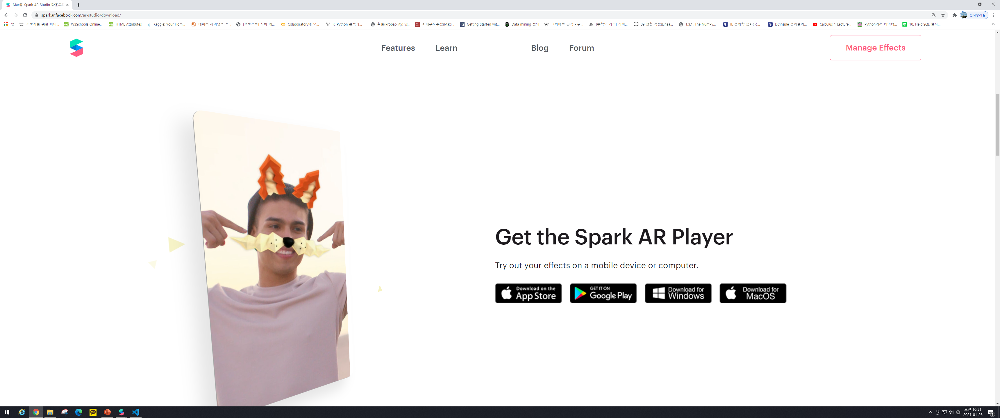 Mac용 Spark AR Studio 다운로드
sparkar.facebook.com/ar-studio/download/
일시중지됨
앱
초보자를 위한 파이...
W3Schools Online...
HTML Attributes
Kaggle: Your Hom...
데이터 사이언스 스...
[프로젝트] 자바 네...
Colaboratory에 오...
R, Python 분석과...
확률(Probability) vs...
최대우도추정(Maxi...
Getting Started wit...
Data mining 정의
크라메르 공식 - 위...
[수학의 기초] 기저...
09 선형 독립(Linea...
1.3.1. The NumPy...
II. 경제학 심화(국...
DCinside 경제갤에...
Calculus 1 Lecture...
Python에서 데이터...
10. HeidiSQL 설치...
Features
Learn
Blog
Forum
Manage Effects
Get the Spark AR Player
Try out your effects on a mobile device or computer.
Download on the
App Store
GET IT ON
Google Play
Download for
Windows
Download for
MacOS
TALK
오전 10:51
2021-01-26
1